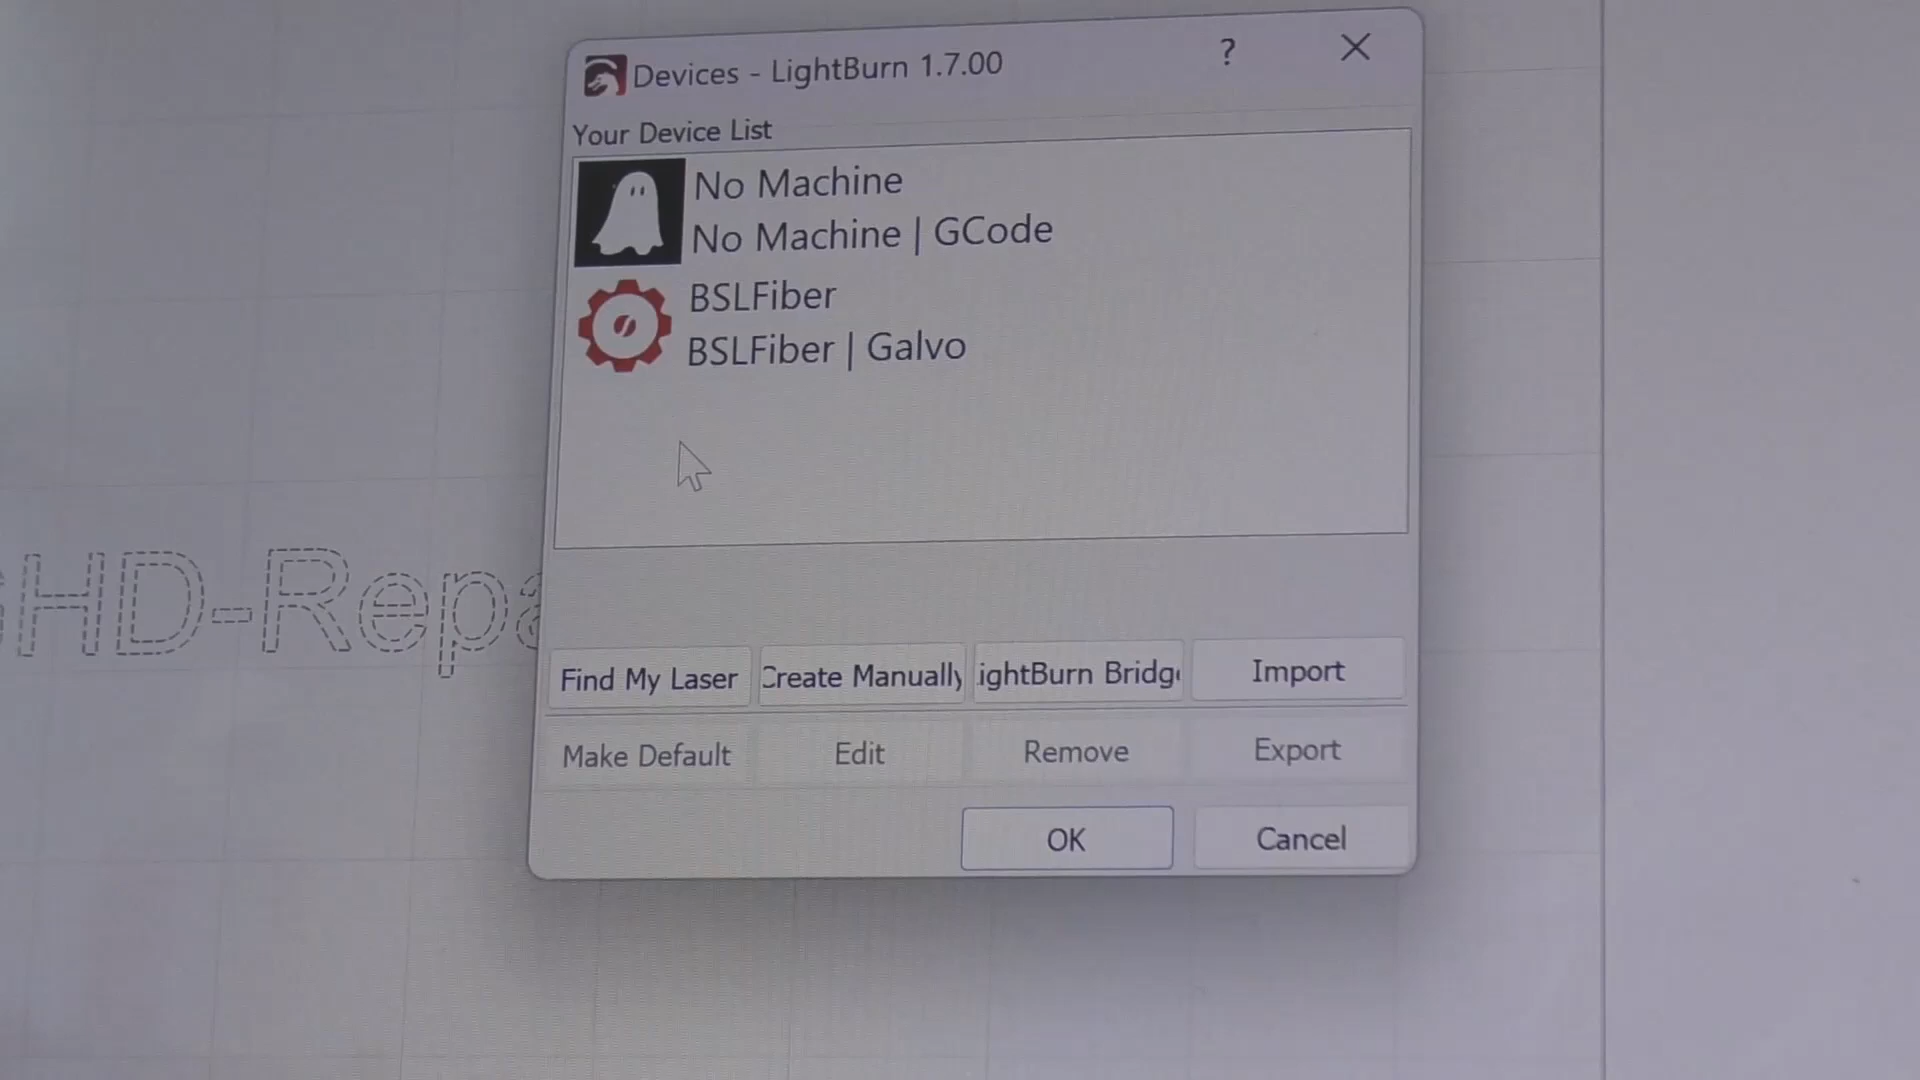 Devices - LightBurn 1.7.00
?
Your Device List
No Machine
No Machine | GCode
BSLFiber
BSLFiber | Galvo
HD-Repa
Find My Laser
Create Manually
ightBurn Bridg
Import
Make Default
Edit
Remove
Export
OK
Cancel